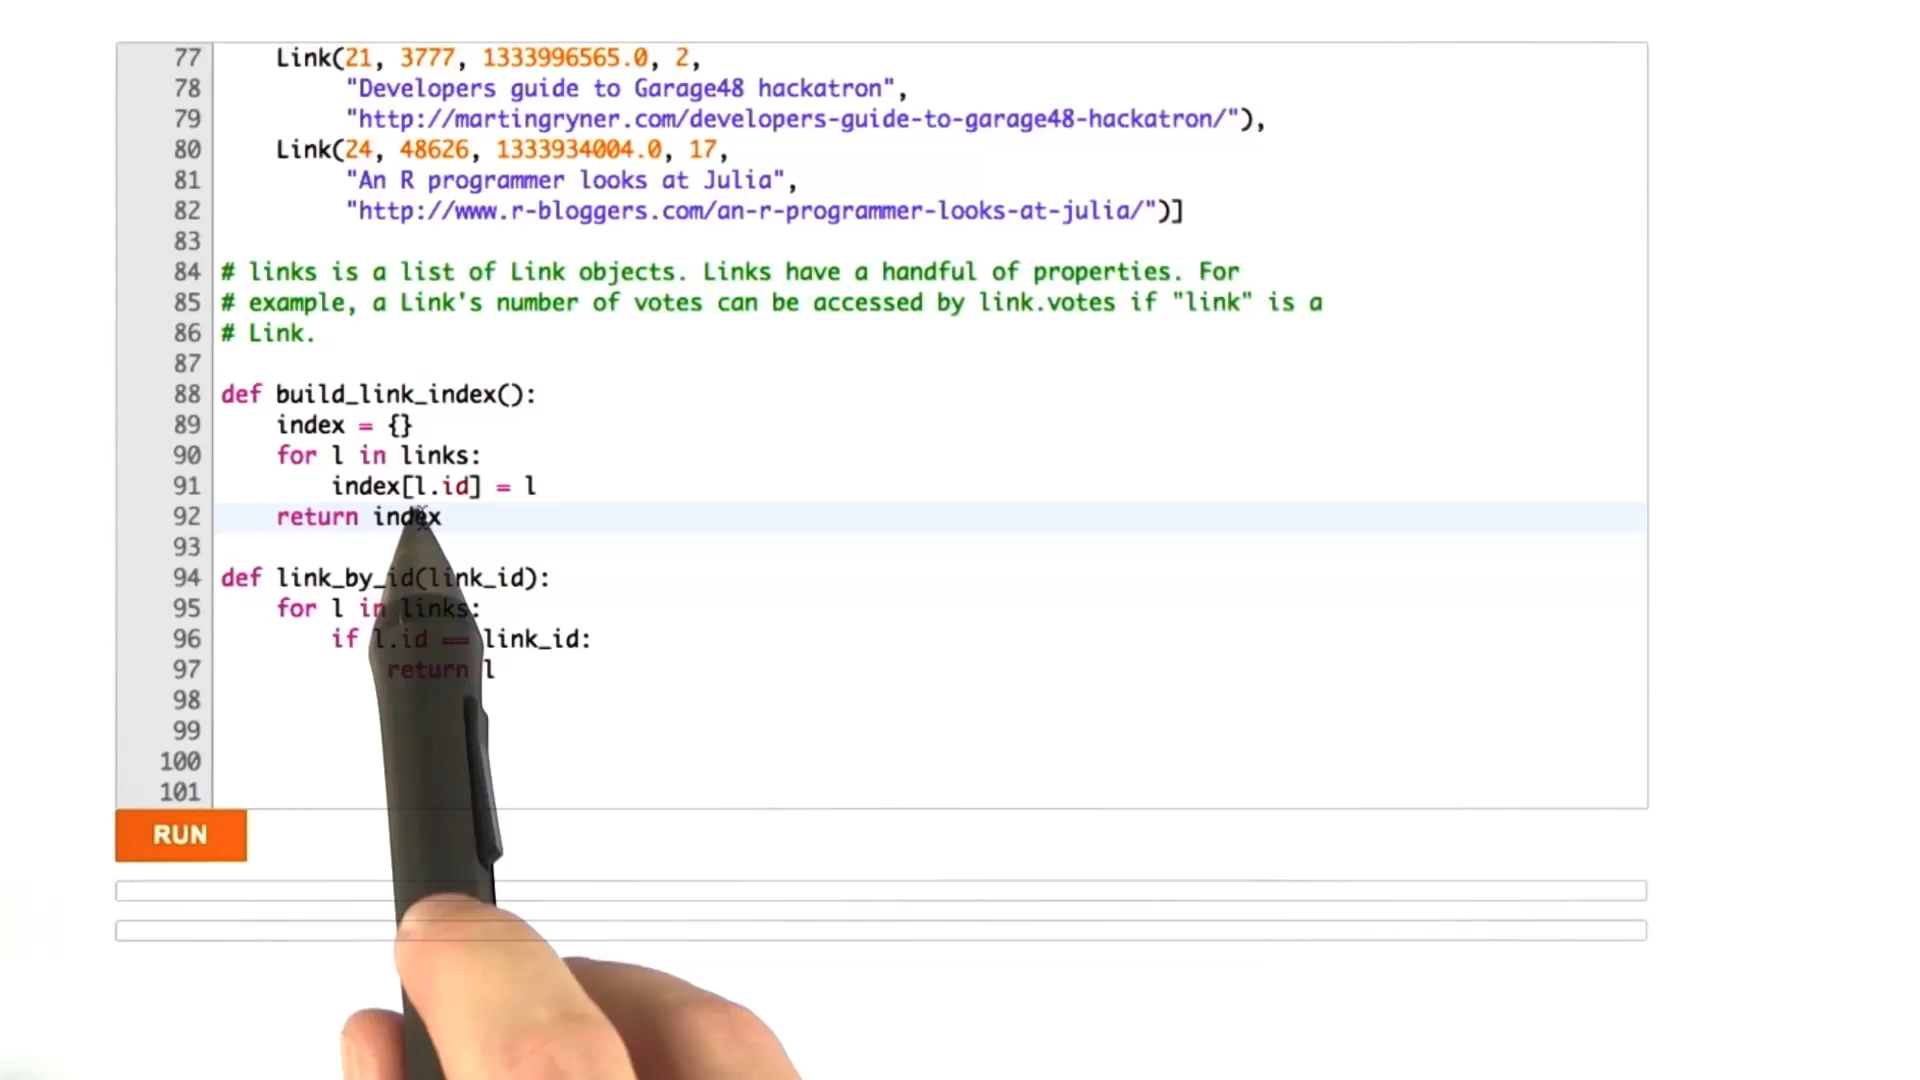 77 Link(21, 3777, 1333996565.0, 2,
78 "Developers guide to Garage48 hackatron",
79 "http://martingryner.com/developers-guide-to-garage48-hackatron/"),
80 Link(24, 48626, 1333934004.0, 17,
81 "An R programmer looks at Julia",
82 "http://www.r-bloggers.com/an-r-programmer-looks-at-julia/")]
83
84 # links is a list of Link objects. Links have a handful of properties. For
85 # example, a Link's number of votes can be accessed by link.votes if "link" is a
86 # Link.
87
88 def build_link_index():
89 index = {}
90 for l in links:
91 index[l.id] = l
92 return index
93
94 def link_by_id(link_id):
95 for l in links:
96 if l.id == link_id:
97 return l
98
99
100
101
RUN